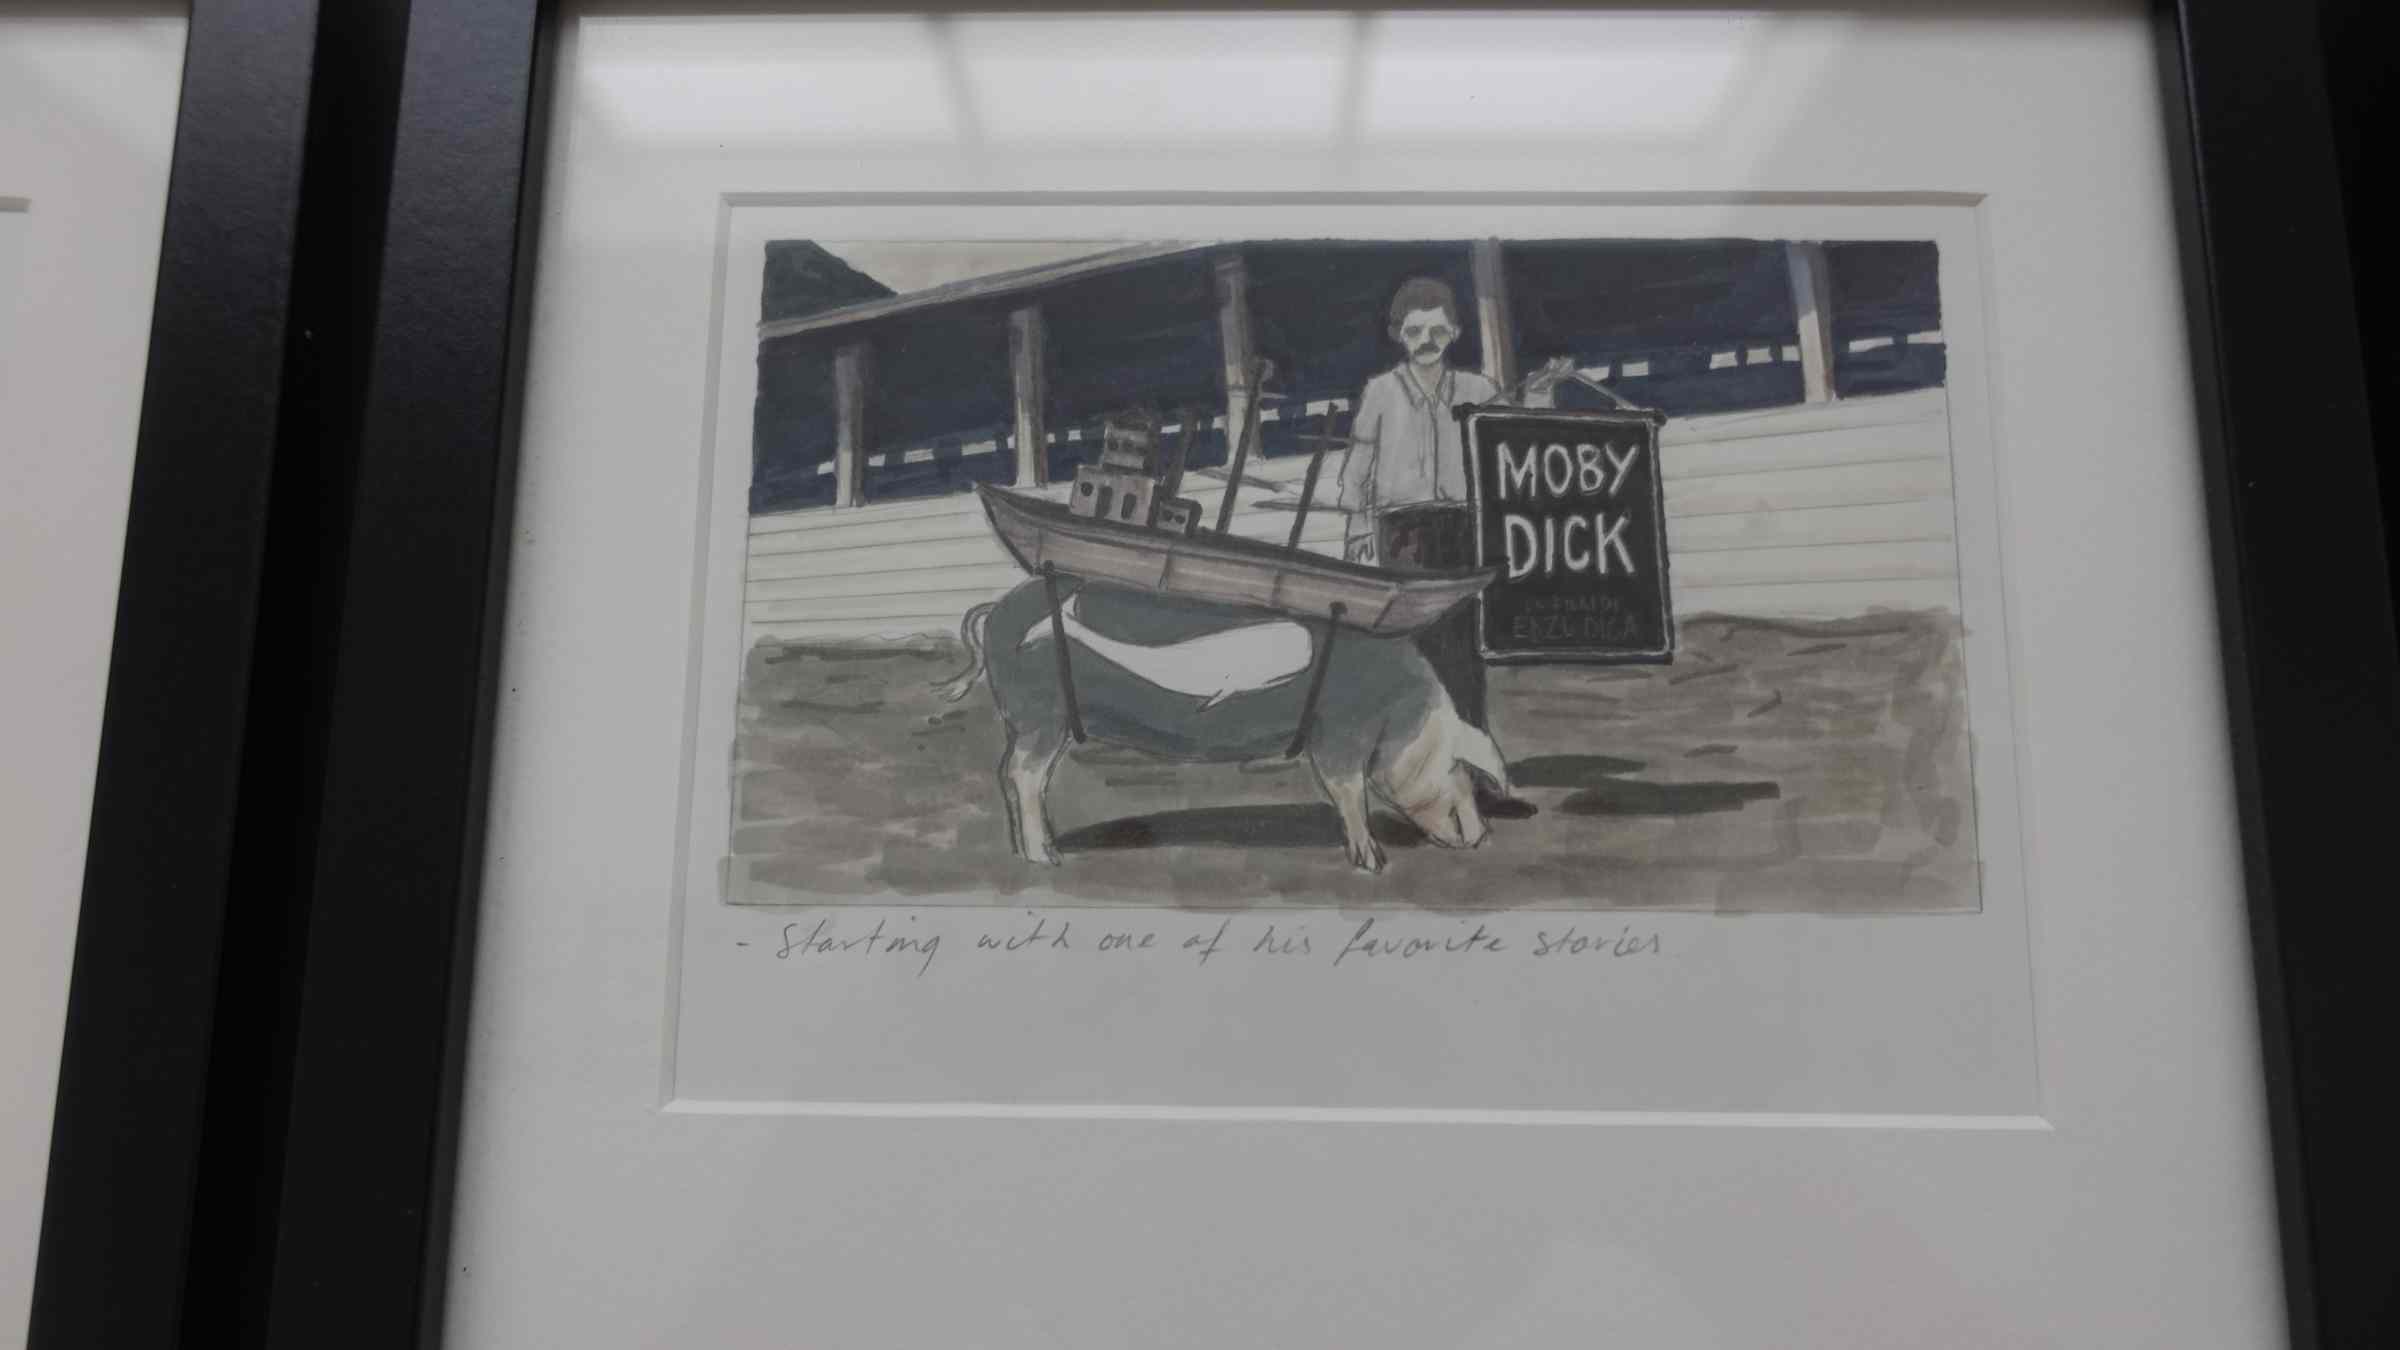 MOBY
DICK
- Starting with one of his favorite stories